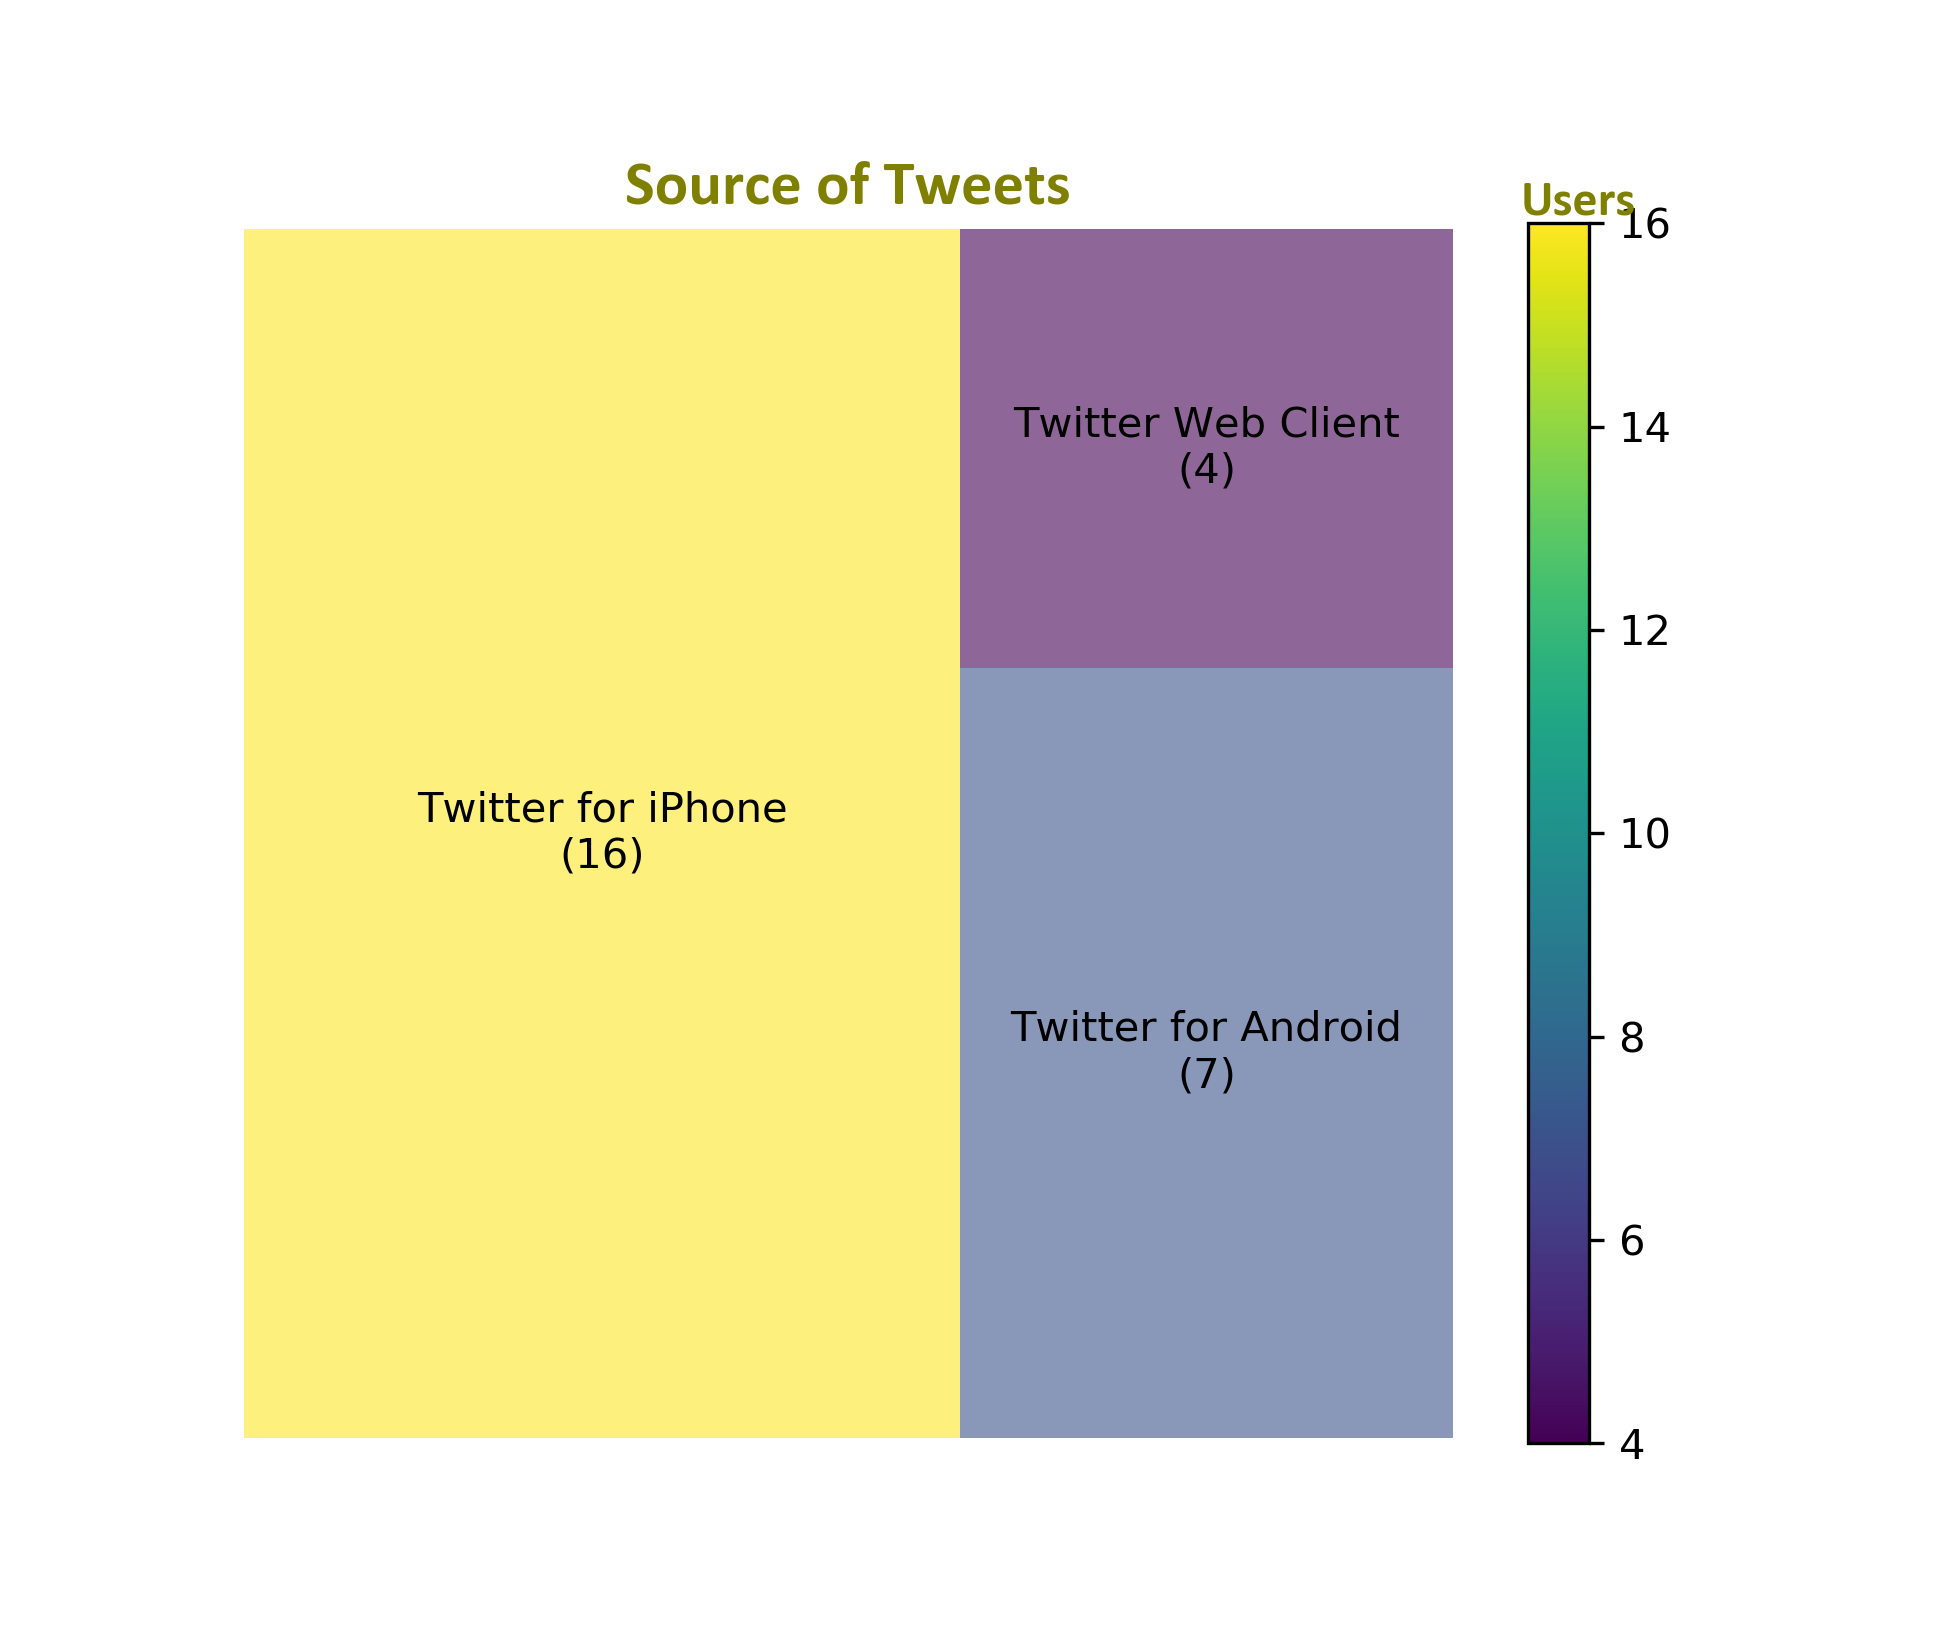 Source of Tweets
Users
Twitter for iPhone
(16)
Twitter Web Client
(4)
Twitter for Android
(7)
16
14
12
10
8
6
4